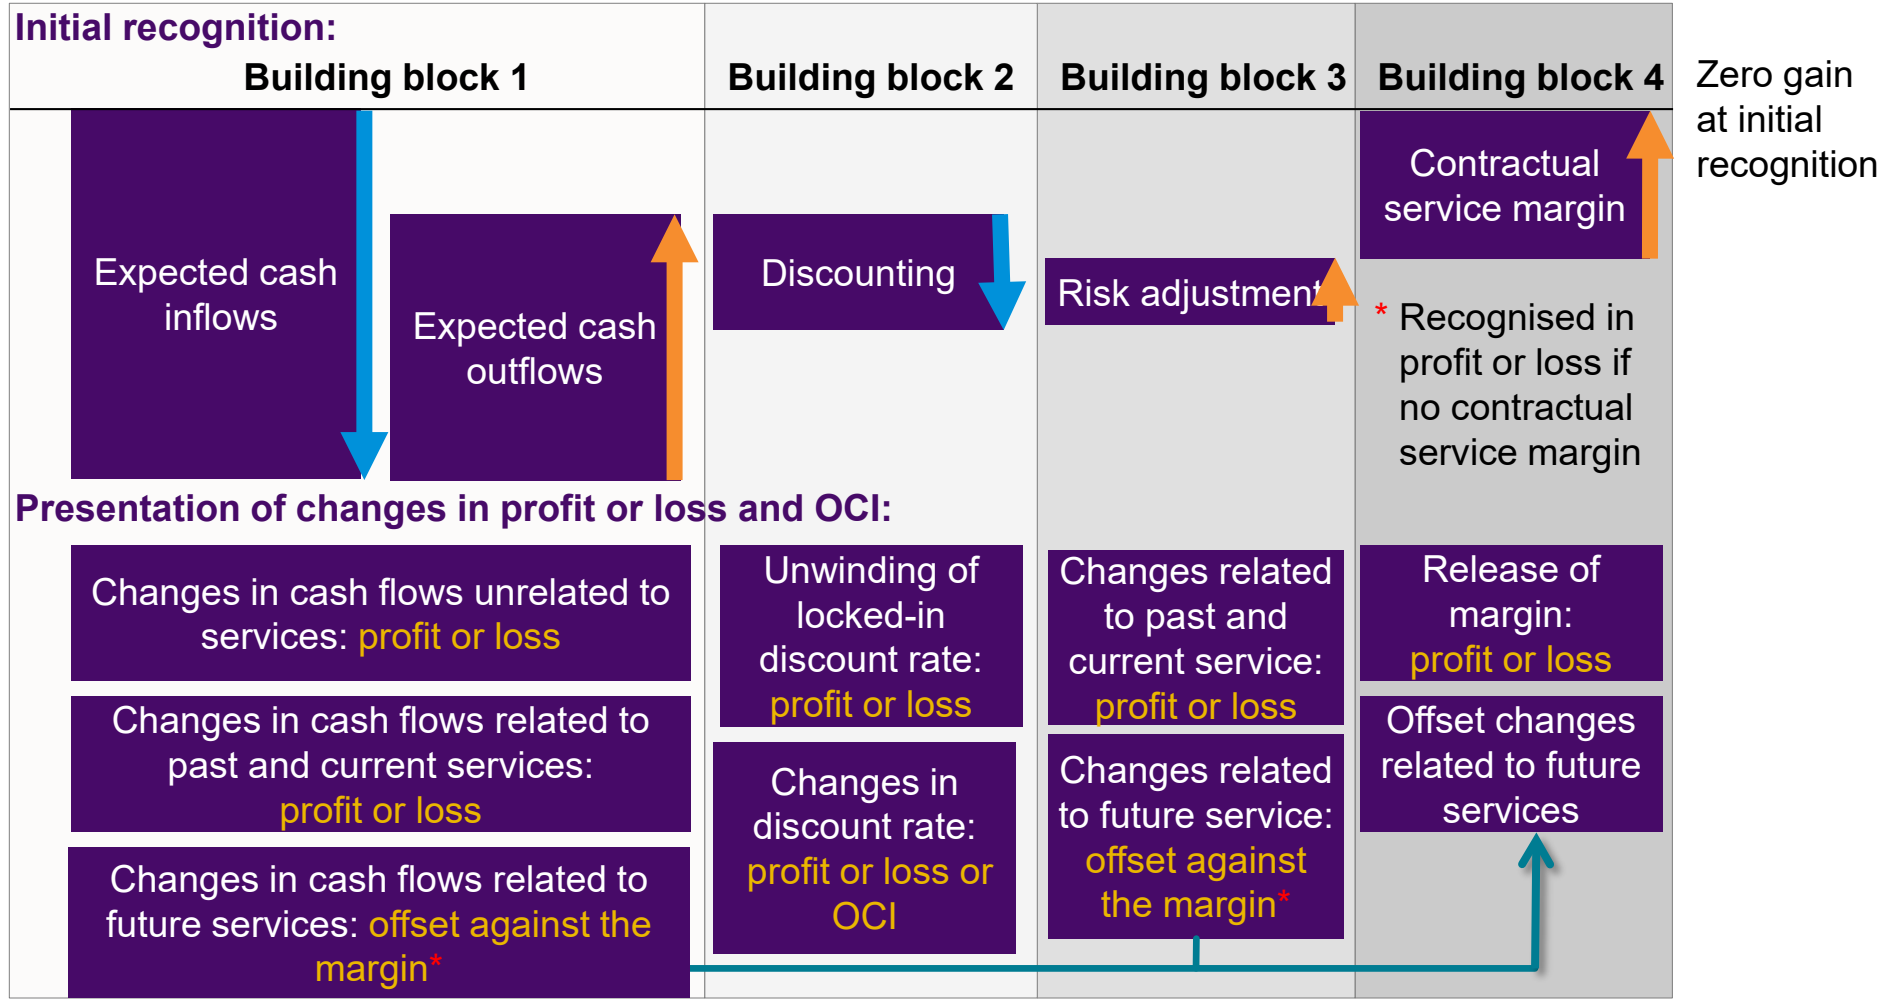 Initial recognition:
Building block 1
Building block 2
Building block 3
Building block 4
Zero gain
at initial
recognition
Expected cash
inflows
Expected cash
outflows
Discounting
Risk adjustment
Contractual
service margin
* Recognised in
profit or loss if
no contractual
service margin
Presentation of changes in profit or loss and OCI:
Changes in cash flows unrelated to
services: profit or loss
Changes in cash flows related to
past and current services:
profit or loss
Changes in cash flows related to
future services: offset against the
margin*
Unwinding of
locked-in
discount rate:
profit or loss
Changes in
discount rate:
profit or loss or
OCI
Changes related
to past and
current service:
profit or loss
Changes related
to future service:
offset against
the margin*
Release of
margin:
profit or loss
Offset changes
related to future
services